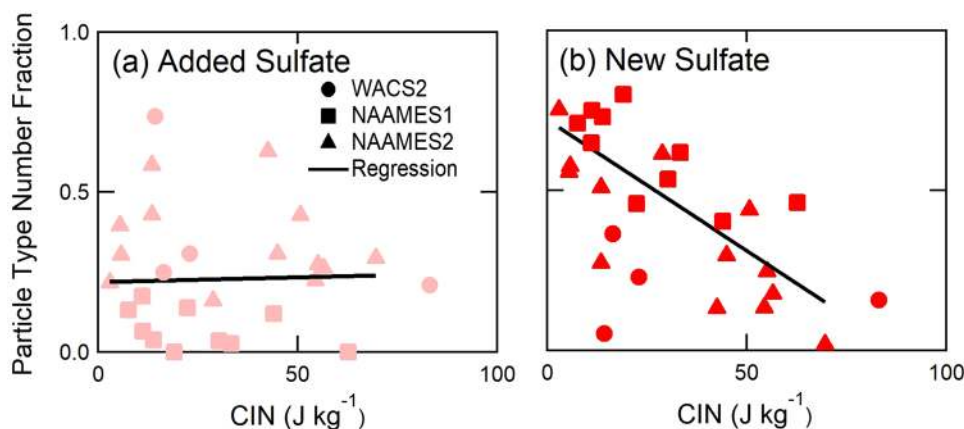 Particle Type Number Fraction
1.0
0.5
0.0
(a) Added Sulfate
WACS2
NAAMES1
NAAMES2
Regression
0
50
100
CIN (J kg⁻¹)
(b) New Sulfate
0
50
100
CIN (J kg⁻¹)